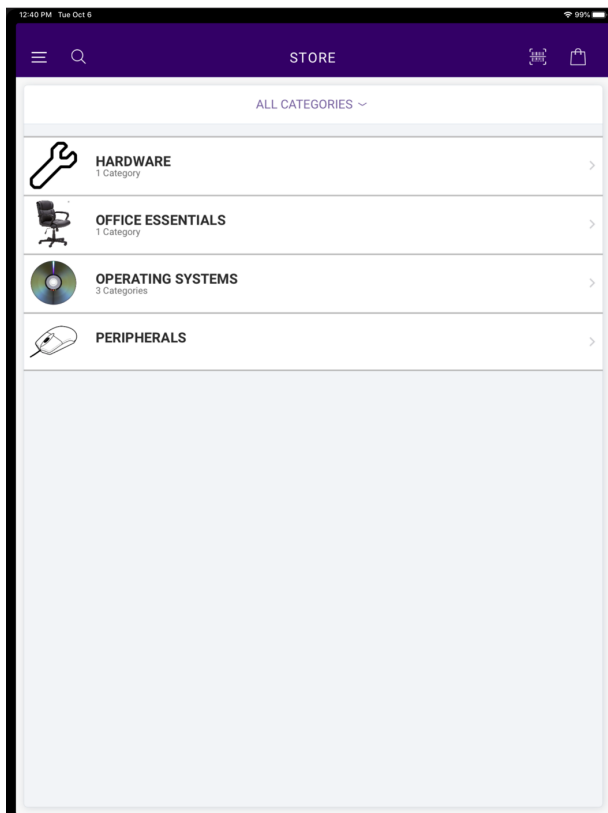 12:40 PM Tue Oct 6 99%
STORE
ALL CATEGORIES
HARDWARE
1 Category
OFFICE ESSENTIALS
1 Category
OPERATING SYSTEMS
3 Categories
PERIPHERALS